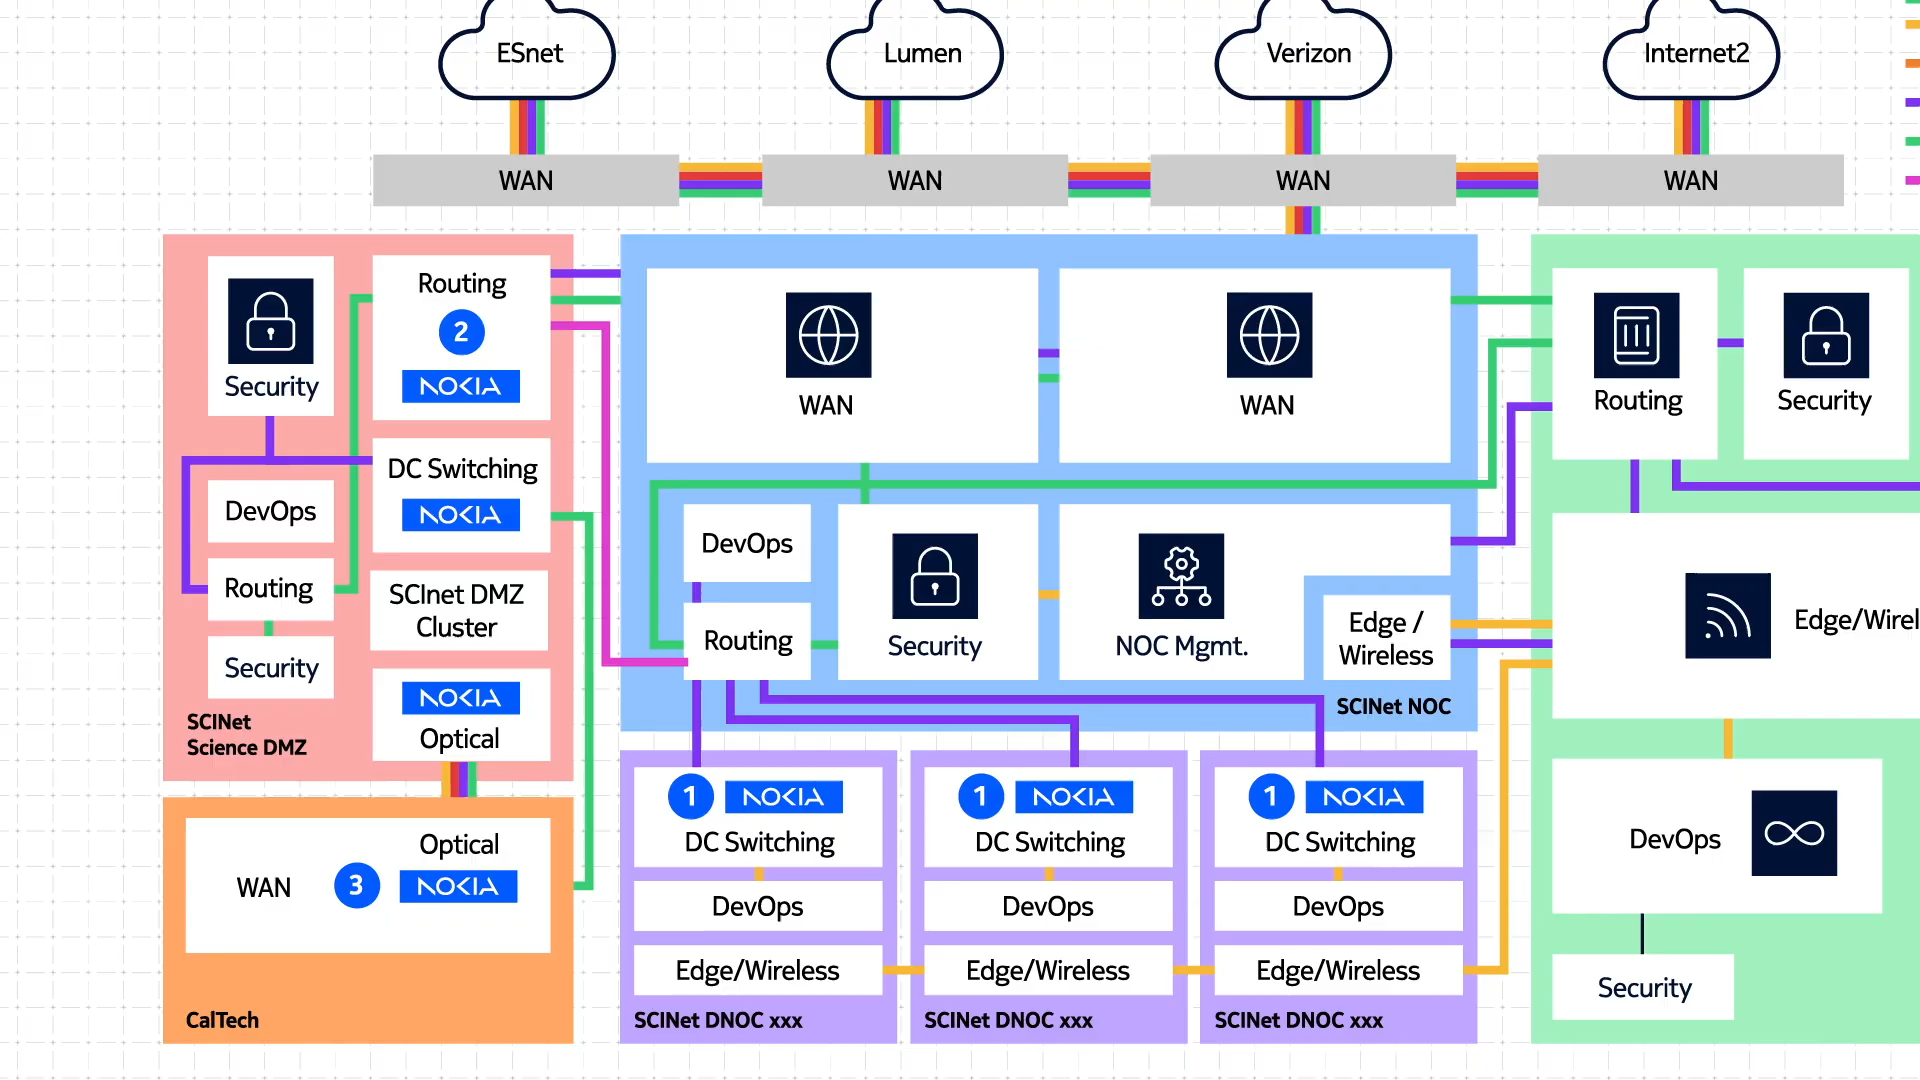 ESnet
Lumen
Verizon
Internet2
WAN
WAN
WAN
WAN
Security
Routing
2
NOKIA
DC Switching
NOKIA
DevOps
Routing
SCInet DMZ
Cluster
Security
NOKIA
Optical
SCINet
Science DMZ
WAN
WAN
DevOps
Routing
Security
NOC Mgmt.
Edge /
Wireless
SCINet NOC
Routing
Security
Edge/Wirel
DevOps
Security
Optical
WAN
3
NOKIA
CalTech
1
NOKIA
DC Switching
DevOps
Edge/Wireless
SCINet DNOC xxx
1
NOKIA
DC Switching
DevOps
Edge/Wireless
SCINet DNOC xxx
1
NOKIA
DC Switching
DevOps
Edge/Wireless
SCINet DNOC xxx